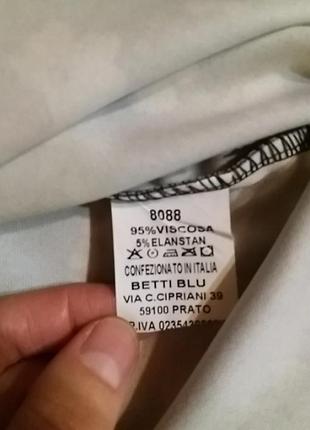 8088
95%VISCOSA
5%ELANSTAN
CONFEZIONATO IN ITALIA
BETTI BLU
VIA C.CIPRIANI 39
59100 PRATO